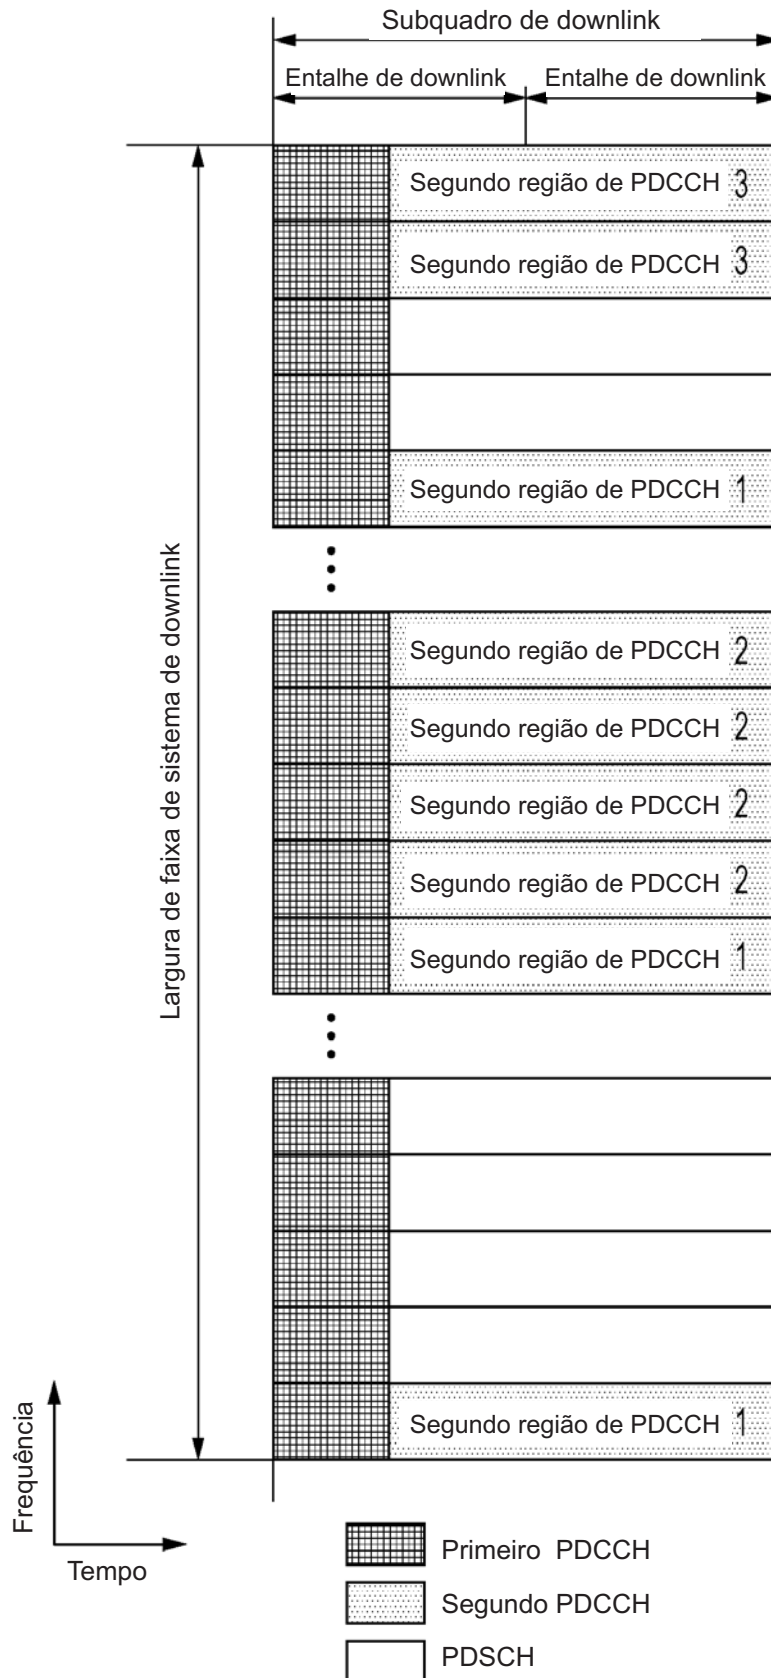 Subquadro de downlink
Entalhe de downlink Entalhe de downlink
Segundo região de PDCCH 3
Segundo região de PDCCH 3
Segundo região de PDCCH 1
Segundo região de PDCCH 2
Segundo região de PDCCH 2
Segundo região de PDCCH 2
Segundo região de PDCCH 2
Segundo região de PDCCH 1
Segundo região de PDCCH 1
Largura de faixa de sistema de downlink
Frequência
Tempo
Primeiro PDCCH
Segundo PDCCH
PDSCH